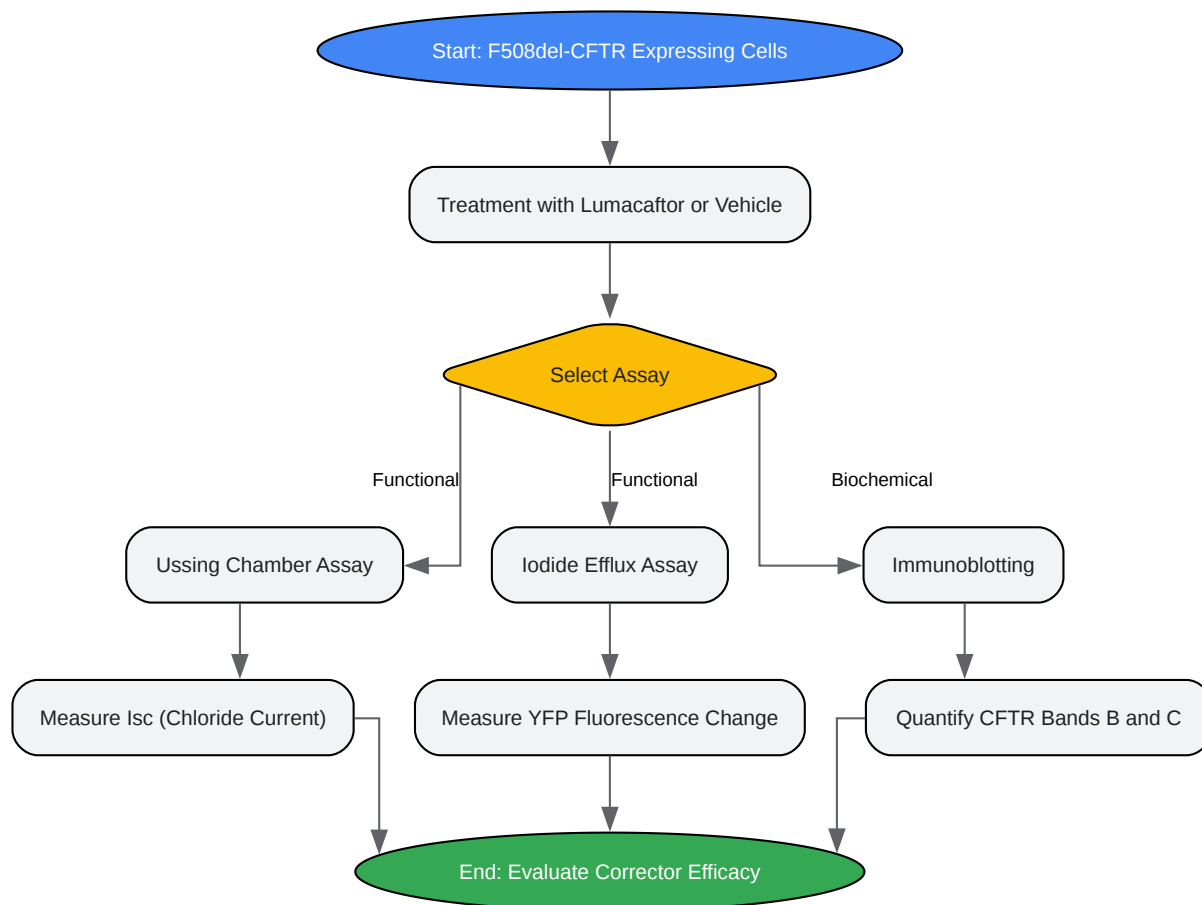 Start: F508del-CFTR Expressing Cells
Treatment with Lumacaftor or Vehicle
Select Assay
Functional
Functional
Biochemical
Ussing Chamber Assay
Iodide Efflux Assay
Immunoblotting
Measure Isc (Chloride Current)
Measure YFP Fluorescence Change
Quantify CFTR Bands B and C
End: Evaluate Corrector Efficacy